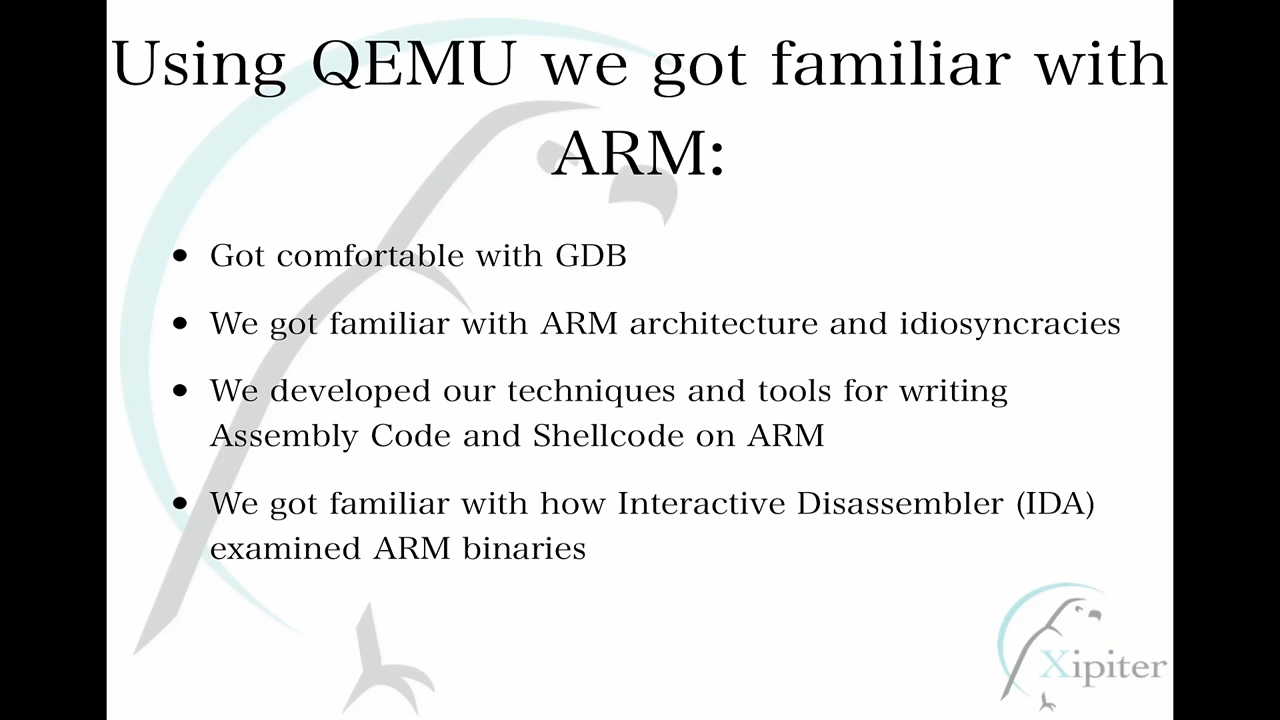 Using QEMU we got familiar with
ARM:
• Got comfortable with GDB
• We got familiar with ARM architecture and idiosyncracies
• We developed our techniques and tools for writing
Assembly Code and Shellcode on ARM
• We got familiar with how Interactive Disassembler (IDA)
examined ARM binaries
Xipiter